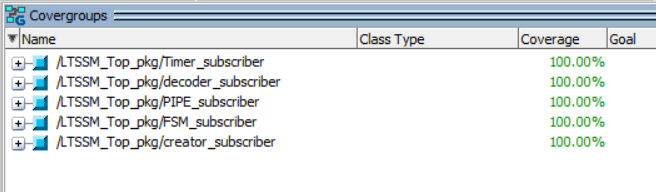 Covergroups
Name Class Type Coverage Goal
/LTSSM_Top_pkg/Timer_subscriber 100.00%
/LTSSM_Top_pkg/decoder_subscriber 100.00%
/LTSSM_Top_pkg/PIPE_subscriber 100.00%
/LTSSM_Top_pkg/FSM_subscriber 100.00%
/LTSSM_Top_pkg/creator_subscriber 100.00%